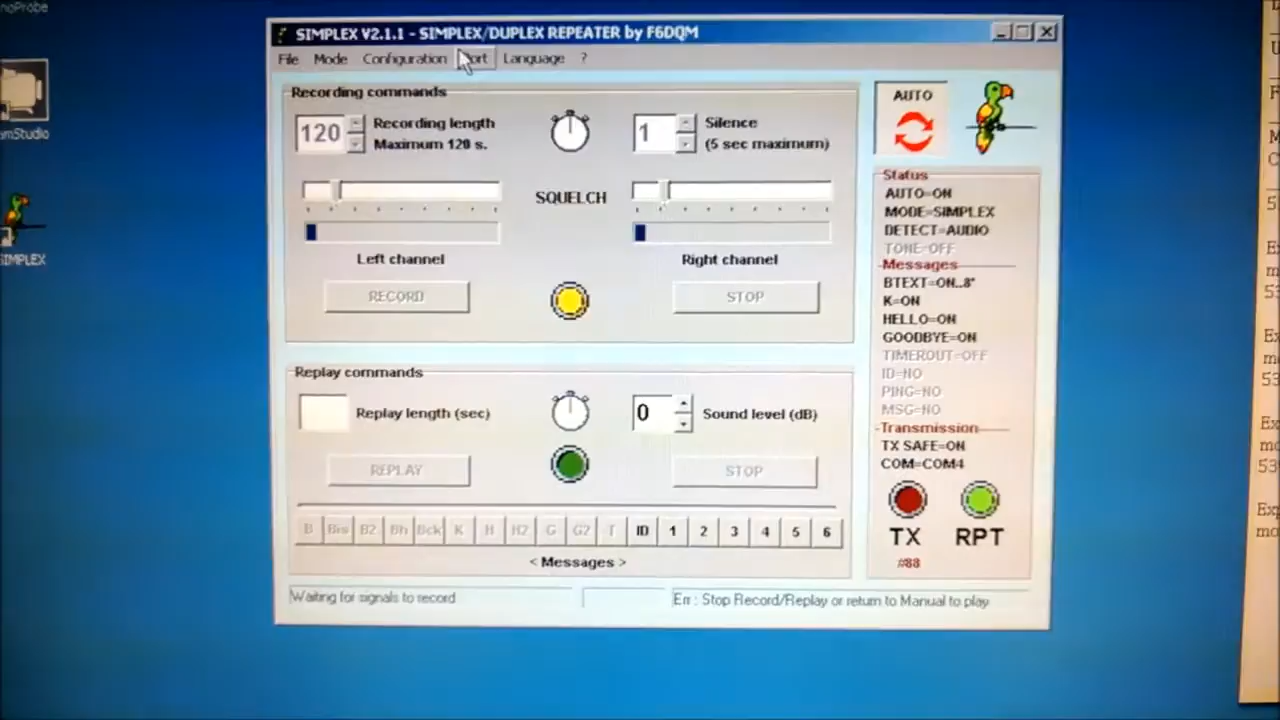 SIMPLEX V2.1.1 - SIMPLEX/DUPLEX REPEATER by F6DQM
File Mode Configuration Language ?
Recording commands
120 Recording length
Maximum 120 s.
1 Silence
(5 sec maximum)
SQUELCH
Left channel
Right channel
RECORD
STOP
Replay commands
Replay length (sec)
0 Sound level (dB)
REPLAY
STOP
B Bis B2 Bh Bck K H H2 G G2 T ID 1 2 3 4 5 6
< Messages >
Waiting for signals to record
Err : Stop Record/Replay or return to Manual to play
AUTO
Status
AUTO=ON
MODE=SIMPLEX
DETECT=AUDIO
TONE=OFF
Messages
BTEXT=ON..8"
K=ON
HELLO=ON
GOODBYE=ON
TIMEROUT=OFF
ID=NO
PING=NO
MSG=NO
Transmission
TX SAFE=ON
COM=COM4
TX RPT
#88
SIMPLEX